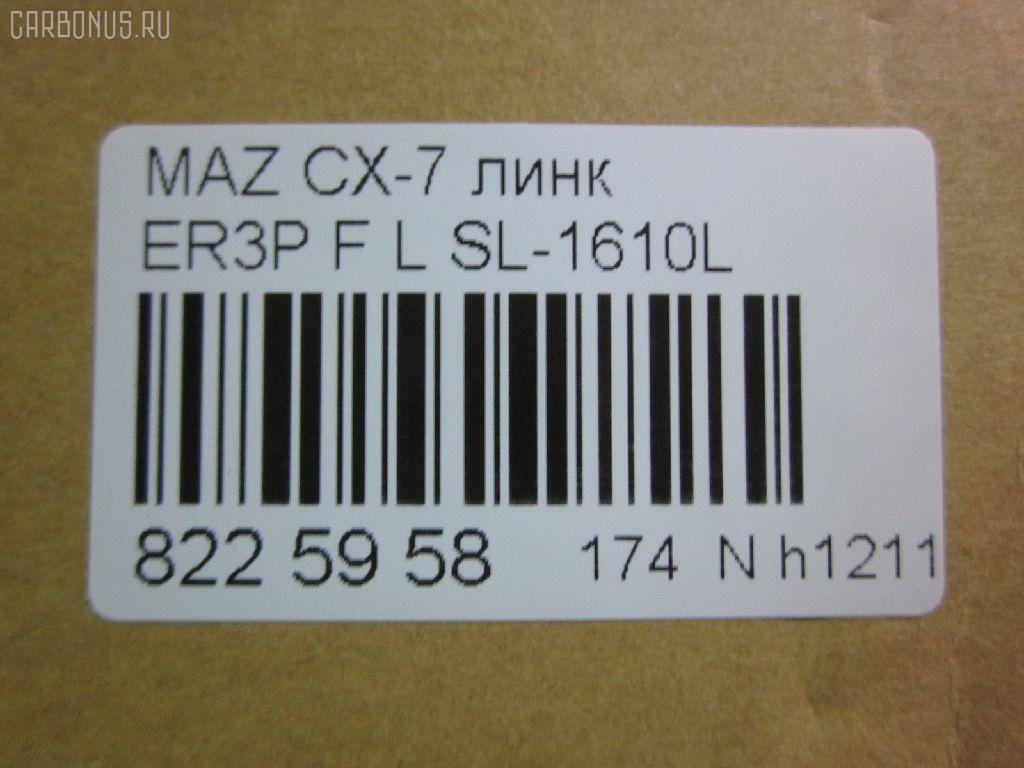 CARBONUS.RU
MAZ CX-7 линк
ER3P F L SL-1610L
822 59 58 174 N h1211